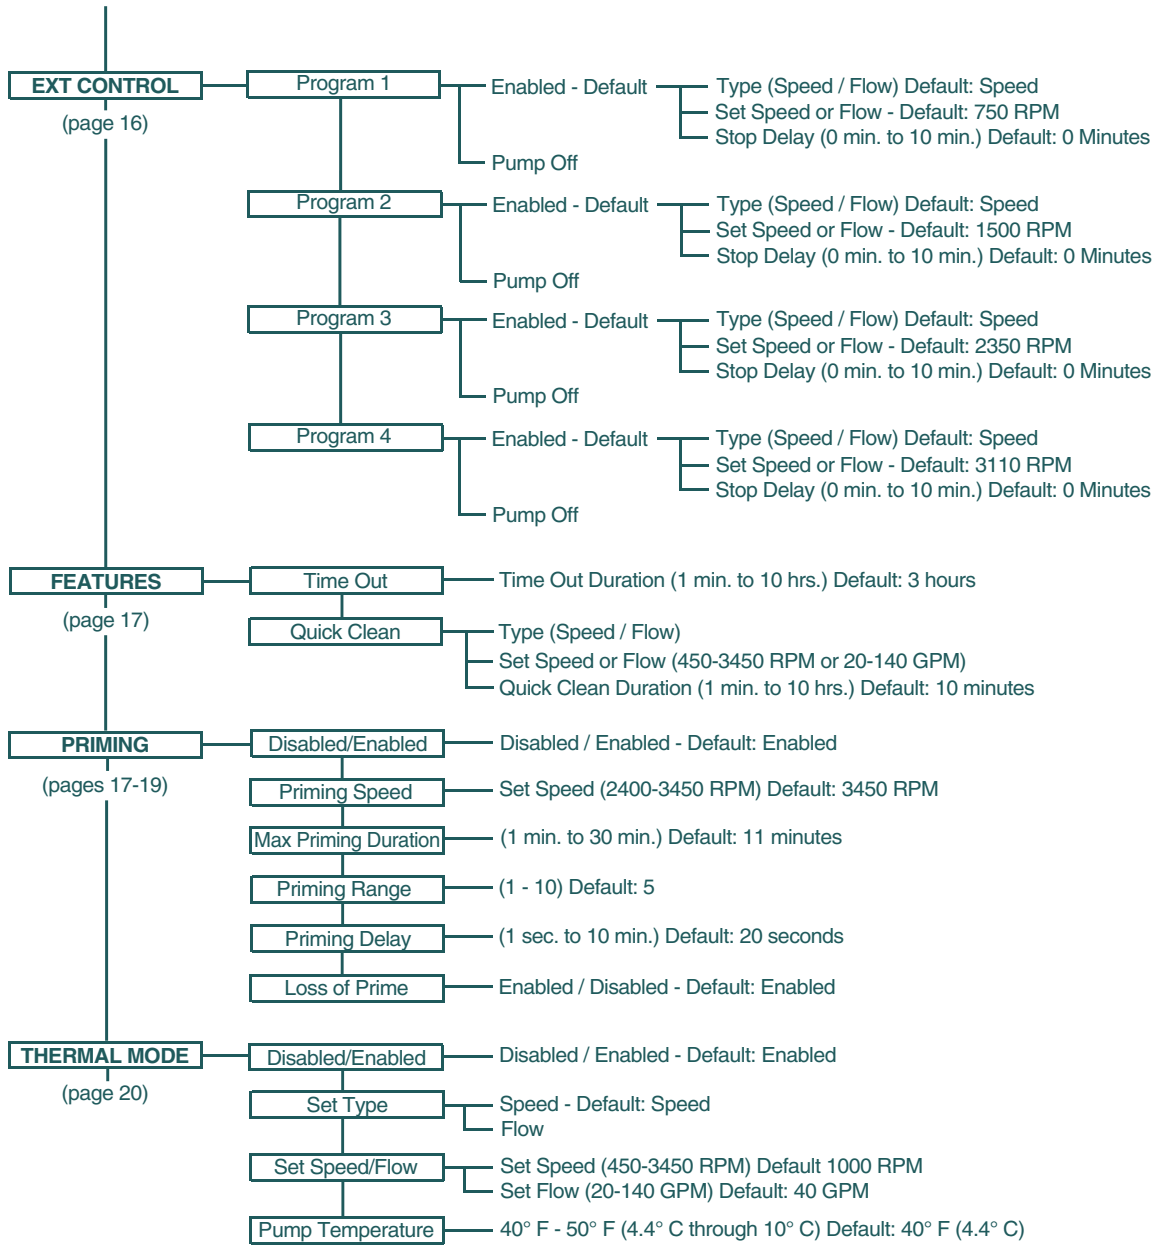 EXT CONTROL
(page 16)
Program 1
Enabled - Default
Type (Speed / Flow) Default: Speed
Set Speed or Flow - Default: 750 RPM
Stop Delay (0 min. to 10 min.) Default: 0 Minutes
Pump Off
Program 2
Enabled - Default
Type (Speed / Flow) Default: Speed
Set Speed or Flow - Default: 1500 RPM
Stop Delay (0 min. to 10 min.) Default: 0 Minutes
Pump Off
Program 3
Enabled - Default
Type (Speed / Flow) Default: Speed
Set Speed or Flow - Default: 2350 RPM
Stop Delay (0 min. to 10 min.) Default: 0 Minutes
Pump Off
Program 4
Enabled - Default
Type (Speed / Flow) Default: Speed
Set Speed or Flow - Default: 3110 RPM
Stop Delay (0 min. to 10 min.) Default: 0 Minutes
Pump Off
FEATURES
(page 17)
Time Out
Time Out Duration (1 min. to 10 hrs.) Default: 3 hours
Quick Clean
Type (Speed / Flow)
Set Speed or Flow (450-3450 RPM or 20-140 GPM)
Quick Clean Duration (1 min. to 10 hrs.) Default: 10 minutes
PRIMING
(pages 17-19)
Disabled/Enabled
Disabled / Enabled - Default: Enabled
Priming Speed
Set Speed (2400-3450 RPM) Default: 3450 RPM
Max Priming Duration
(1 min. to 30 min.) Default: 11 minutes
Priming Range
(1 - 10) Default: 5
Priming Delay
(1 sec. to 10 min.) Default: 20 seconds
Loss of Prime
Enabled / Disabled - Default: Enabled
THERMAL MODE
(page 20)
Disabled/Enabled
Disabled / Enabled - Default: Enabled
Set Type
Speed - Default: Speed
Flow
Set Speed/Flow
Set Speed (450-3450 RPM) Default 1000 RPM
Set Flow (20-140 GPM) Default: 40 GPM
Pump Temperature
40° F - 50° F (4.4° C through 10° C) Default: 40° F (4.4° C)